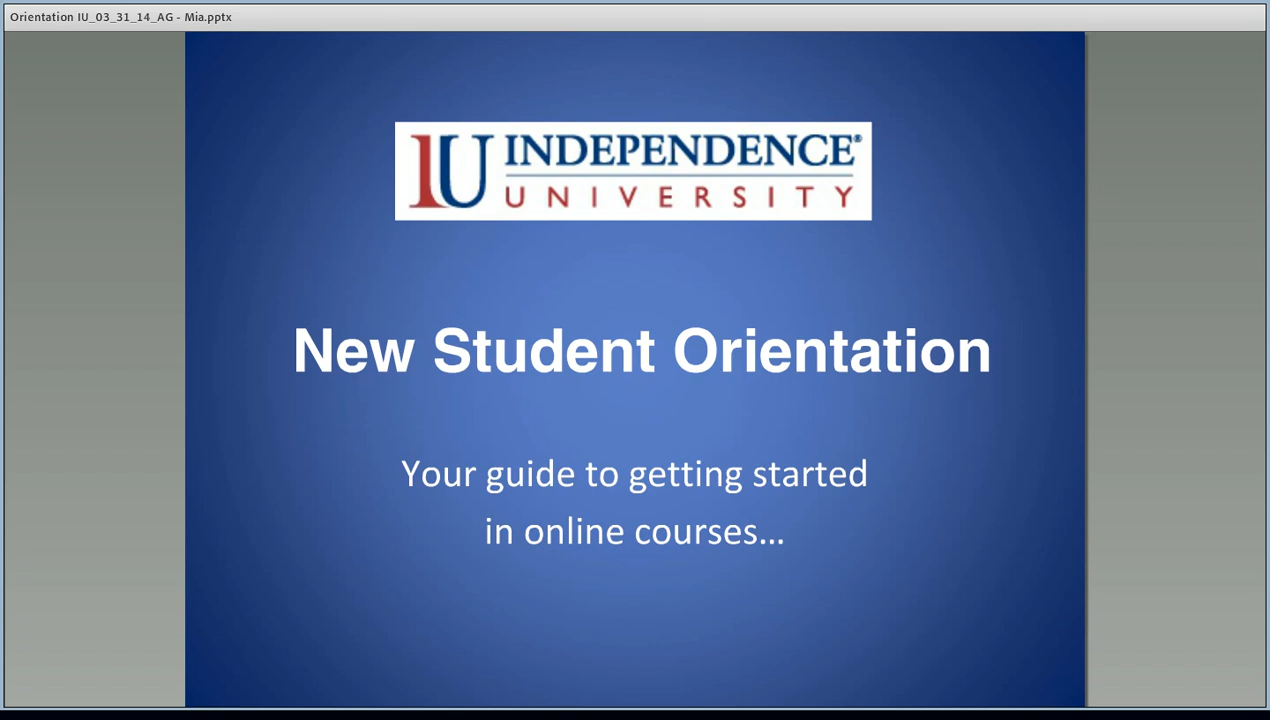 Orientation IU_03_31_14_AG - Mia.pptx
IU INDEPENDENCE®
UNIVERSITY
New Student Orientation
Your guide to getting started
in online courses…